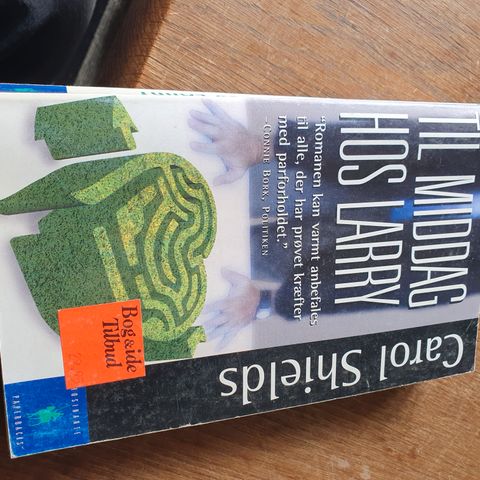 TIL MIDDAG
HOS LARRY
"Romanen kan varmt anbefales
til alle, der har prøvet kræfter
med parforholdet."
–CONNIE BORK, POLITIKEN
Carol Shields
Bog & idé
Tilbud
PAPERBACKS